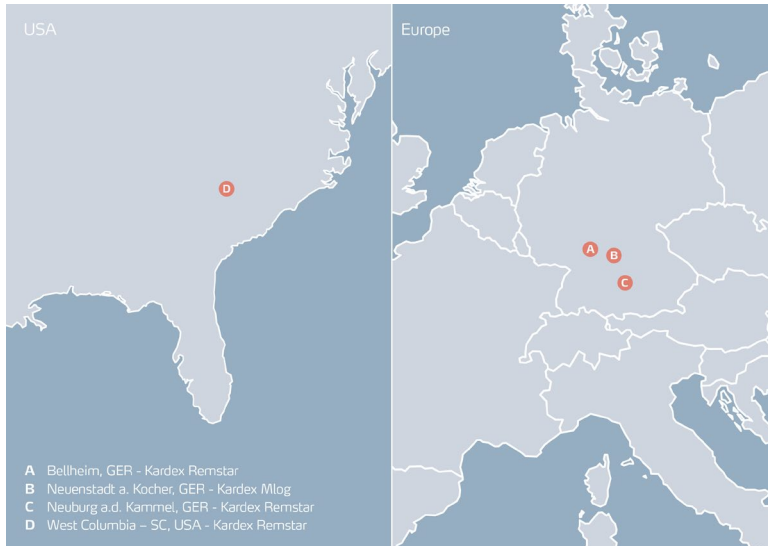 USA
Europe
D
A
B
C
A Bellheim, GER - Kardex Remstar
B Neuenstadt a. Kocher, GER - Kardex Mlog
C Neuburg a.d. Kammel, GER - Kardex Remstar
D West Columbia – SC, USA - Kardex Remstar